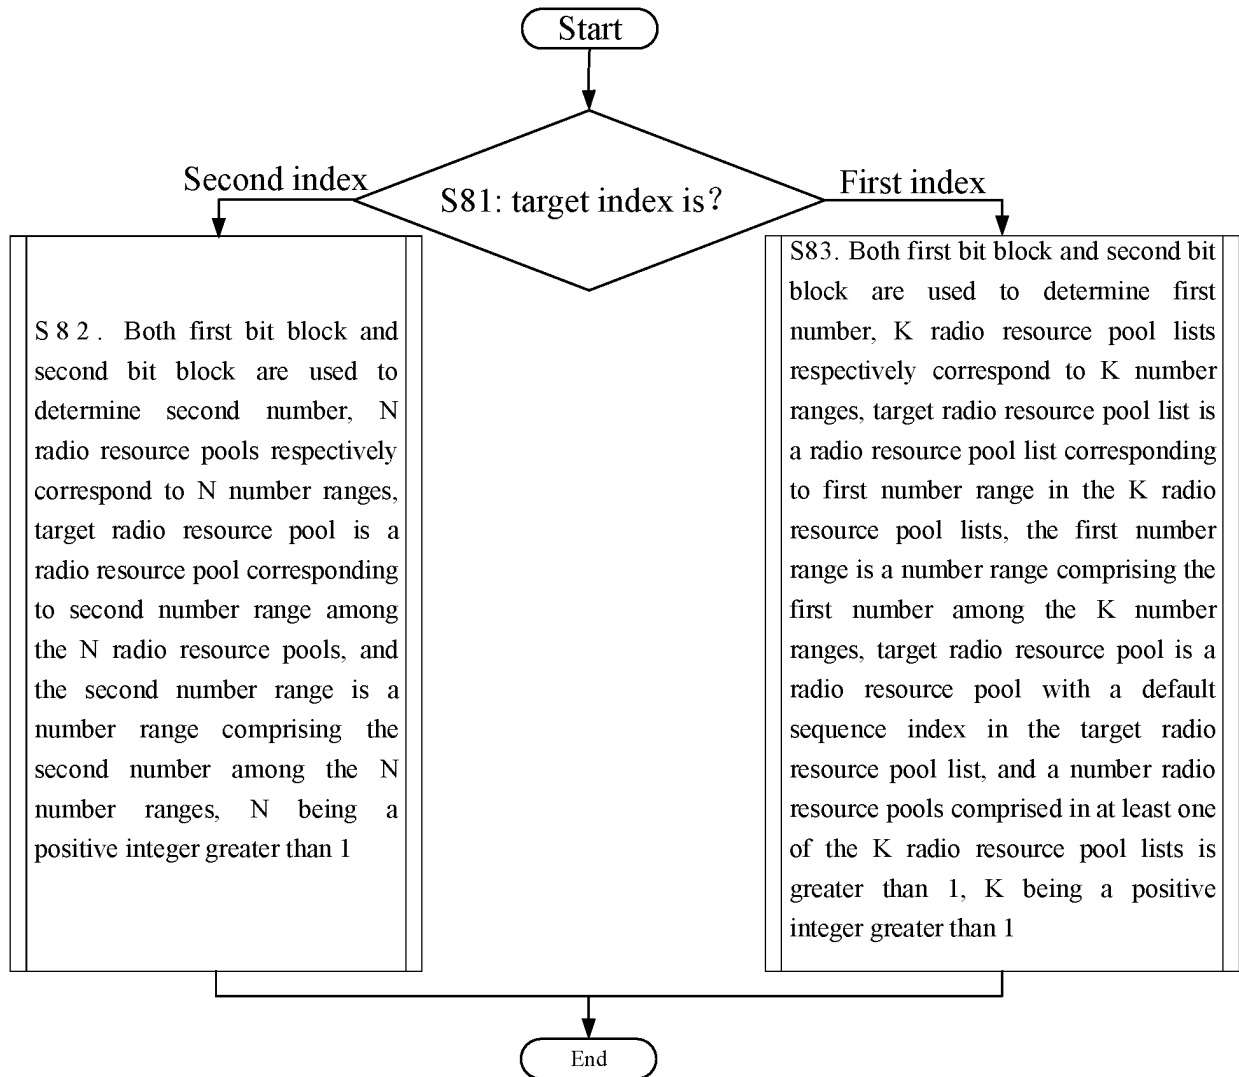 Start
Second index
First index
S81: target index is?
S82. Both first bit block and
second bit block are used to
determine second number, N
radio resource pools respectively
correspond to N number ranges,
target radio resource pool is a
radio resource pool corresponding
to second number range among
the N radio resource pools, and
the second number range is a
number range comprising the
second number among the N
number ranges, N being a
positive integer greater than 1
S83. Both first bit block and second bit
block are used to determine first
number, K radio resource pool lists
respectively correspond to K number
ranges, target radio resource pool list is
a radio resource pool list corresponding
to first number range in the K radio
resource pool lists, the first number
range is a number range comprising the
first number among the K number
ranges, target radio resource pool is a
radio resource pool with a default
sequence index in the target radio
resource pool list, and a number radio
resource pools comprised in at least one
of the K radio resource pool lists is
greater than 1, K being a positive
integer greater than 1
End